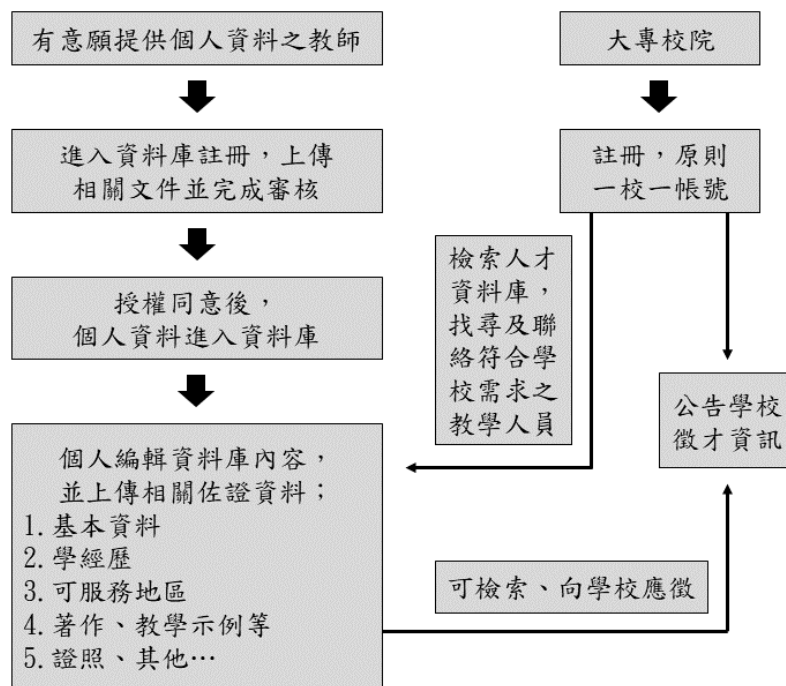 有意願提供個人資料之教師
進入資料庫註冊，上傳
相關文件並完成審核
授權同意後，
個人資料進入資料庫
個人編輯資料庫內容，
並上傳相關佐證資料；
1.基本資料
2.學經歷
3.可服務地區
4.著作、教學示例等
5.證照、其他…
大專校院
註冊，原則
一校一帳號
檢索人才
資料庫，
找尋及聯
絡符合學
校需求之
教學人員
公告學校
徵才資訊
可檢索、向學校應徵